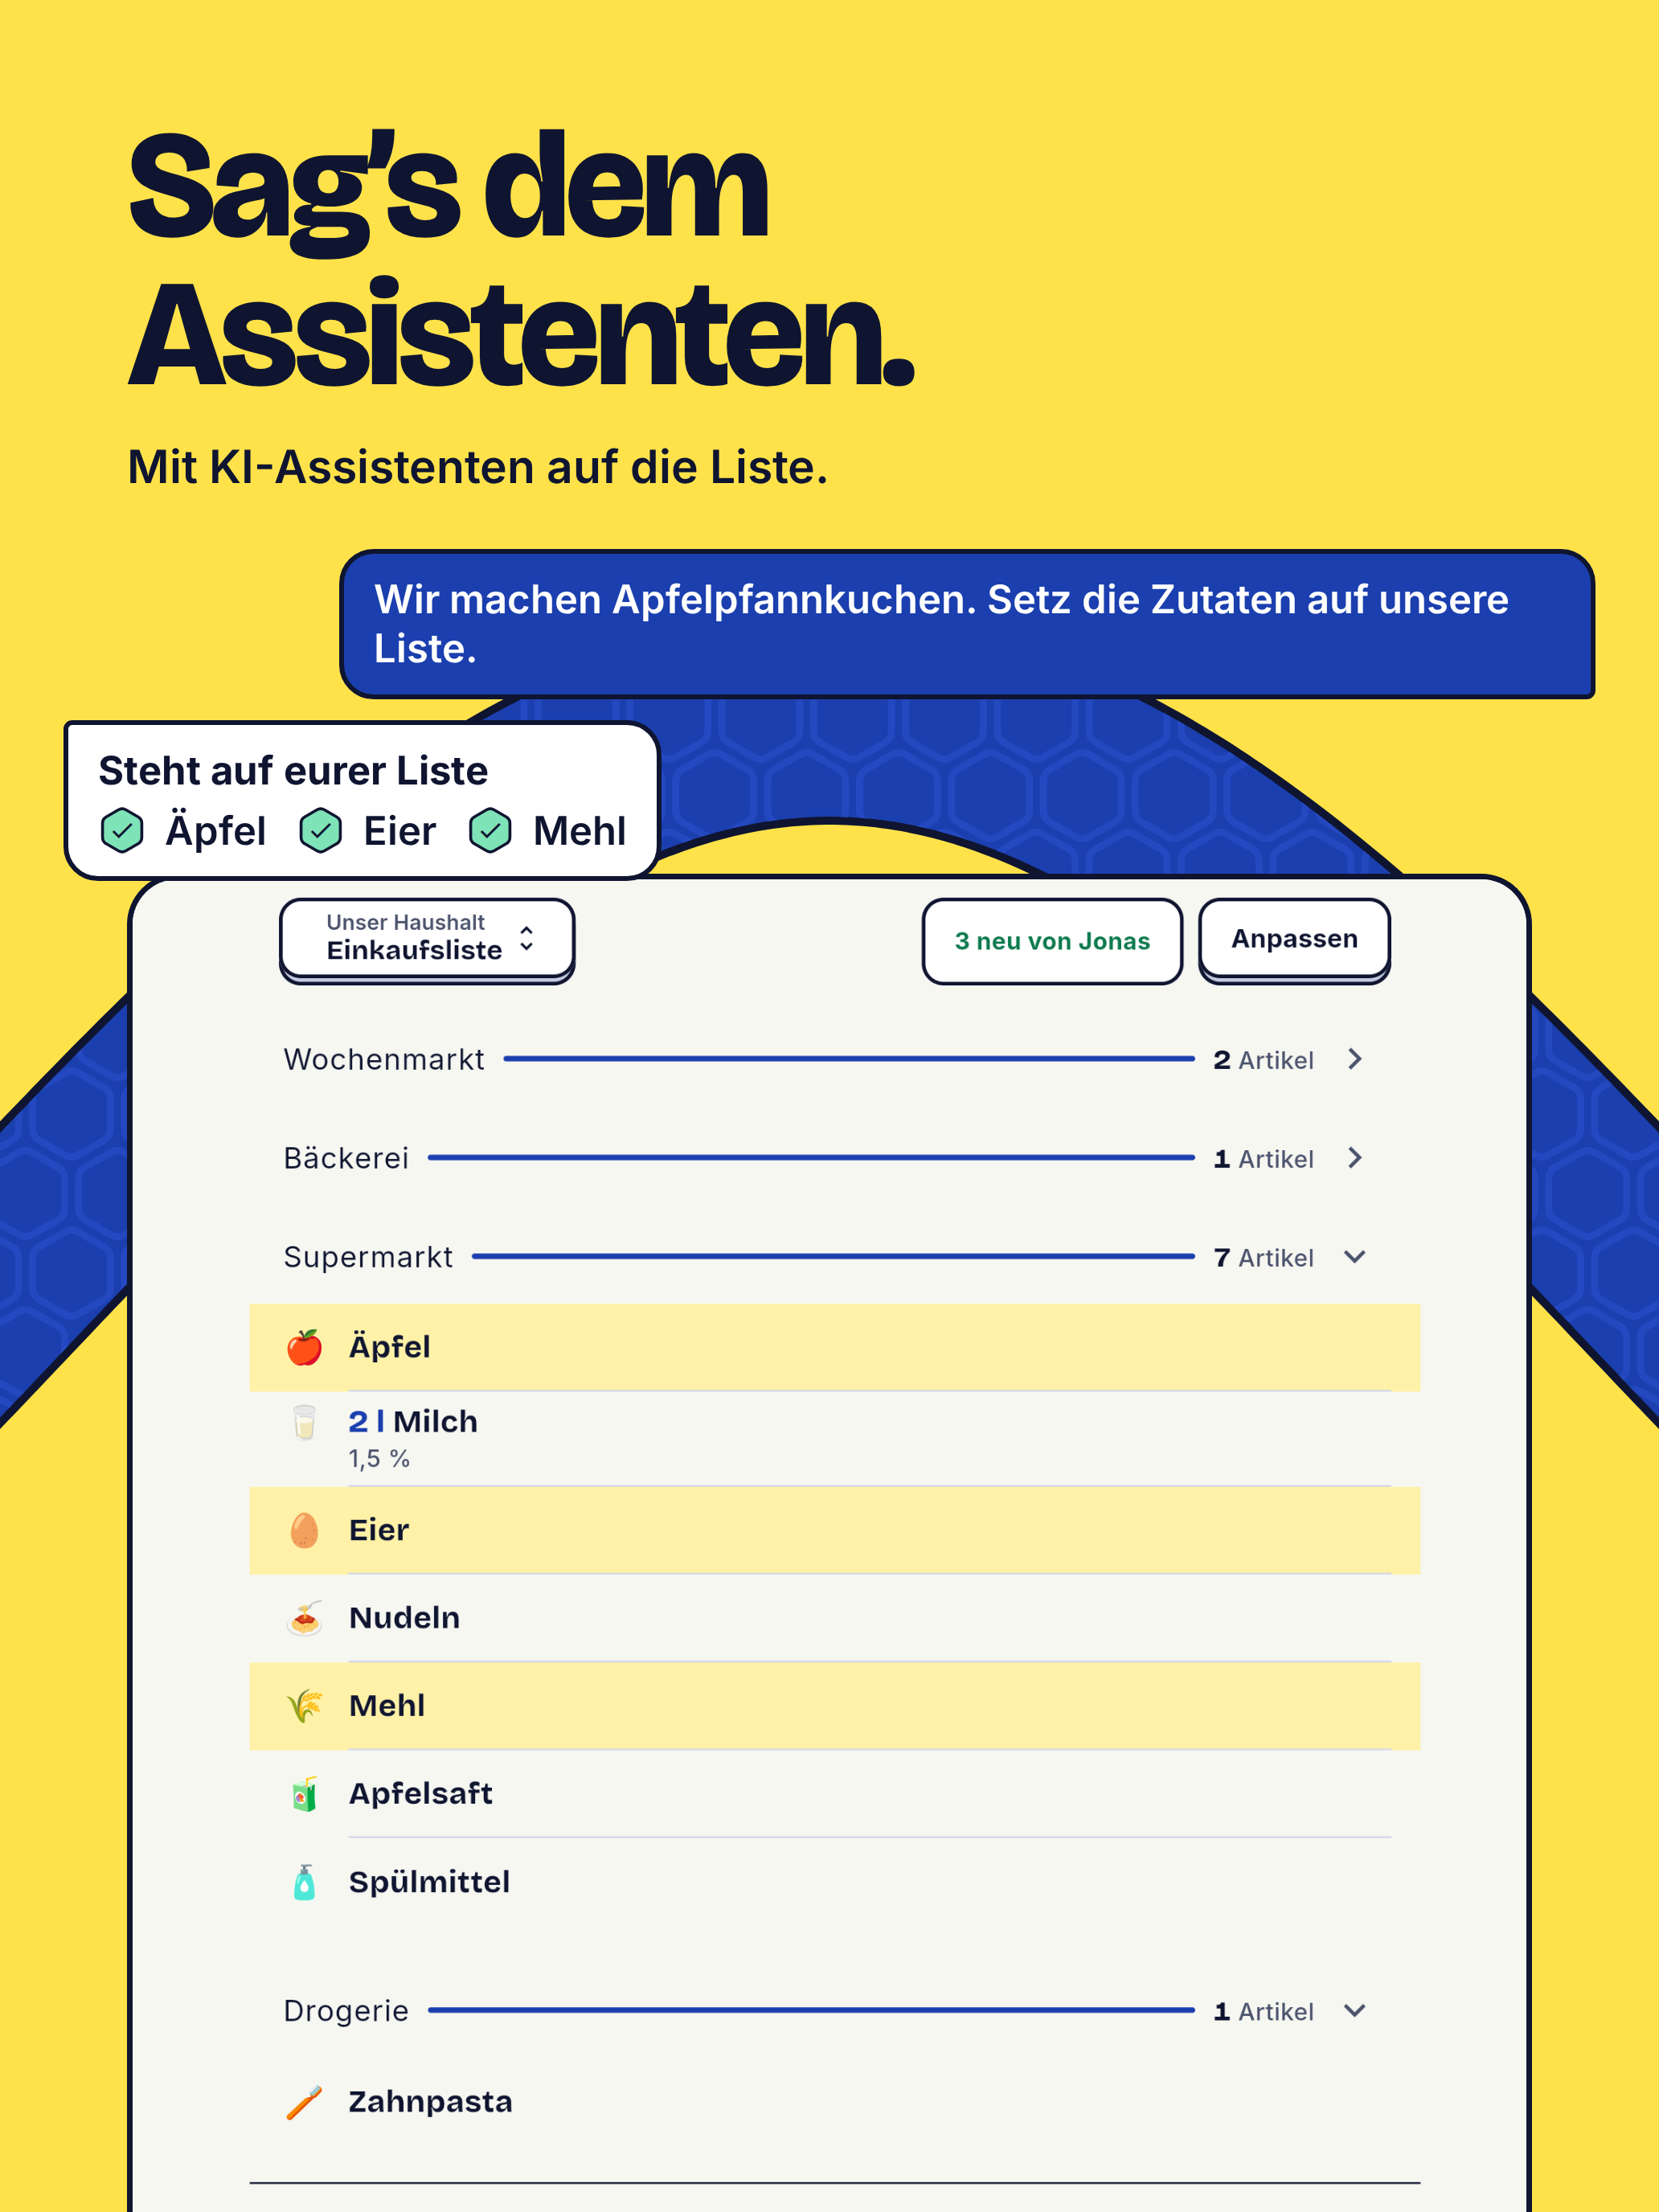 Sag’s dem
Assistenten.
Mit KI-Assistenten auf die Liste.
Wir machen Apfelpfannkuchen. Setz die Zutaten auf unsere
Liste.
Steht auf eurer Liste
Äpfel Eier Mehl
Unser Haushalt
Einkaufsliste
3 neu von Jonas
Anpassen
Wochenmarkt 2 Artikel
Bäckerei 1 Artikel
Supermarkt 7 Artikel
Äpfel
2 l Milch
1,5 %
Eier
Nudeln
Mehl
Apfelsaft
Spülmittel
Drogerie 1 Artikel
Zahnpasta